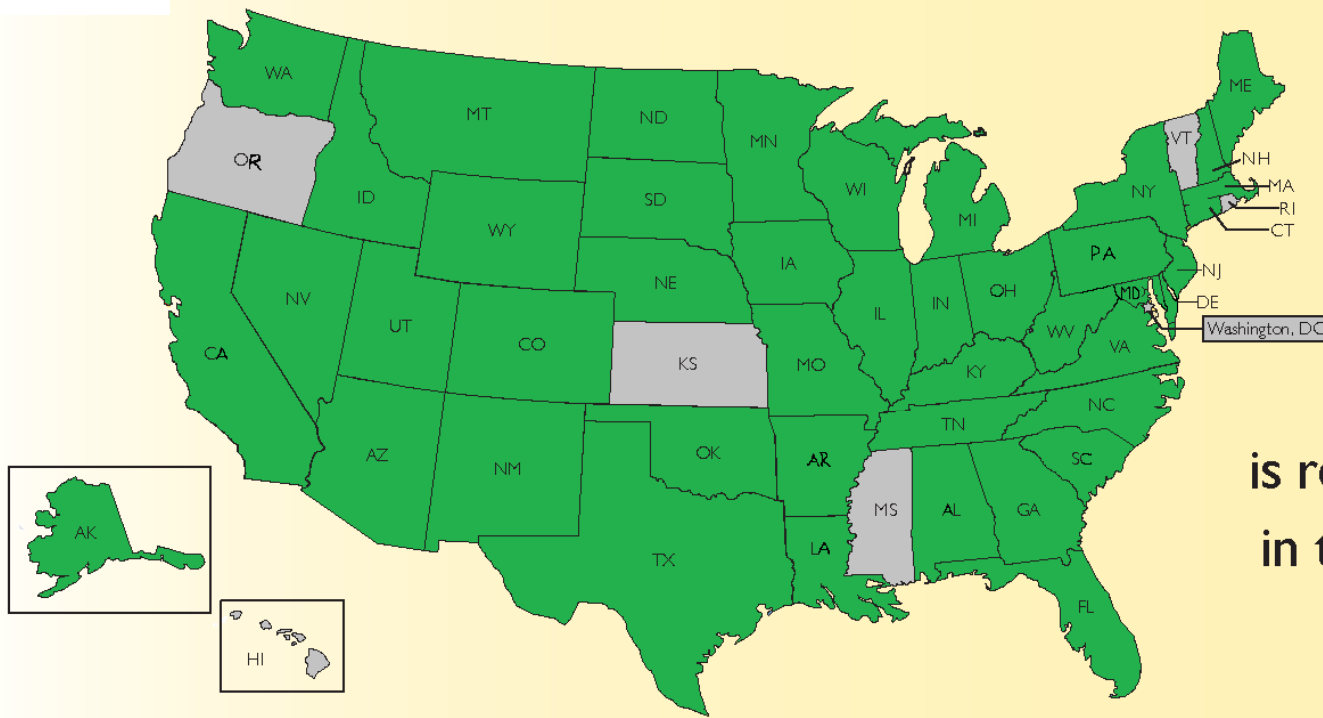 WA
MT
ND
MN
ME
VT
OR
NH
ID
SD
WI
MA
NY
MI
RI
WY
CT
PA
IA
NE
NJ
NV
OH
IN
MD
DE
UT
IL
CO
WV
Washington, DC
CA
KS
MO
VA
KY
NC
TN
AZ
OK
AR
SC
NM
is re
MS
AL
GA
AK
LA
in t
TX
FL
HI